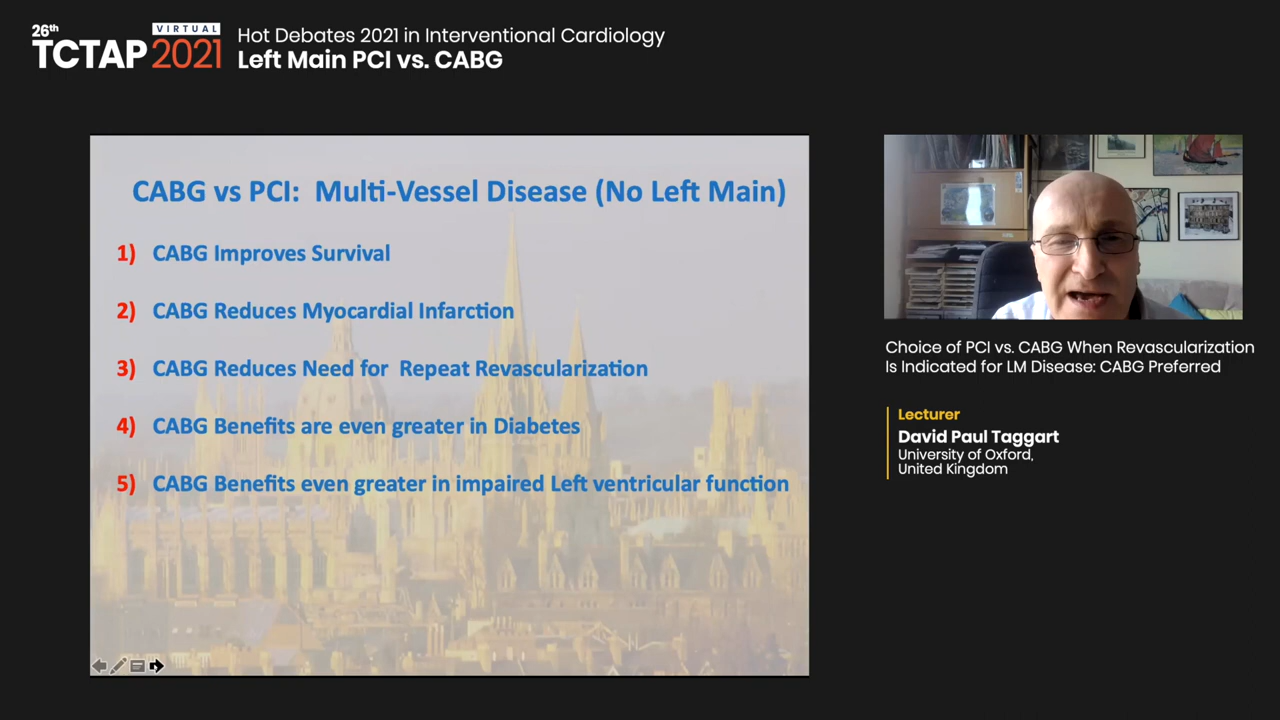 26th
TCTAP
VIRTUAL
2021
Hot Debates 2021 in Interventional Cardiology
Left Main PCI vs. CABG
CABG vs PCI:  Multi-Vessel Disease (No Left Main)
1) CABG Improves Survival
2) CABG Reduces Myocardial Infarction
3) CABG Reduces Need for  Repeat Revascularization
4) CABG Benefits are even greater in Diabetes
5) CABG Benefits even greater in impaired Left ventricular function
Choice of PCI vs. CABG When Revascularization
Is Indicated for LM Disease: CABG Preferred
Lecturer
David Paul Taggart
University of Oxford,
United Kingdom